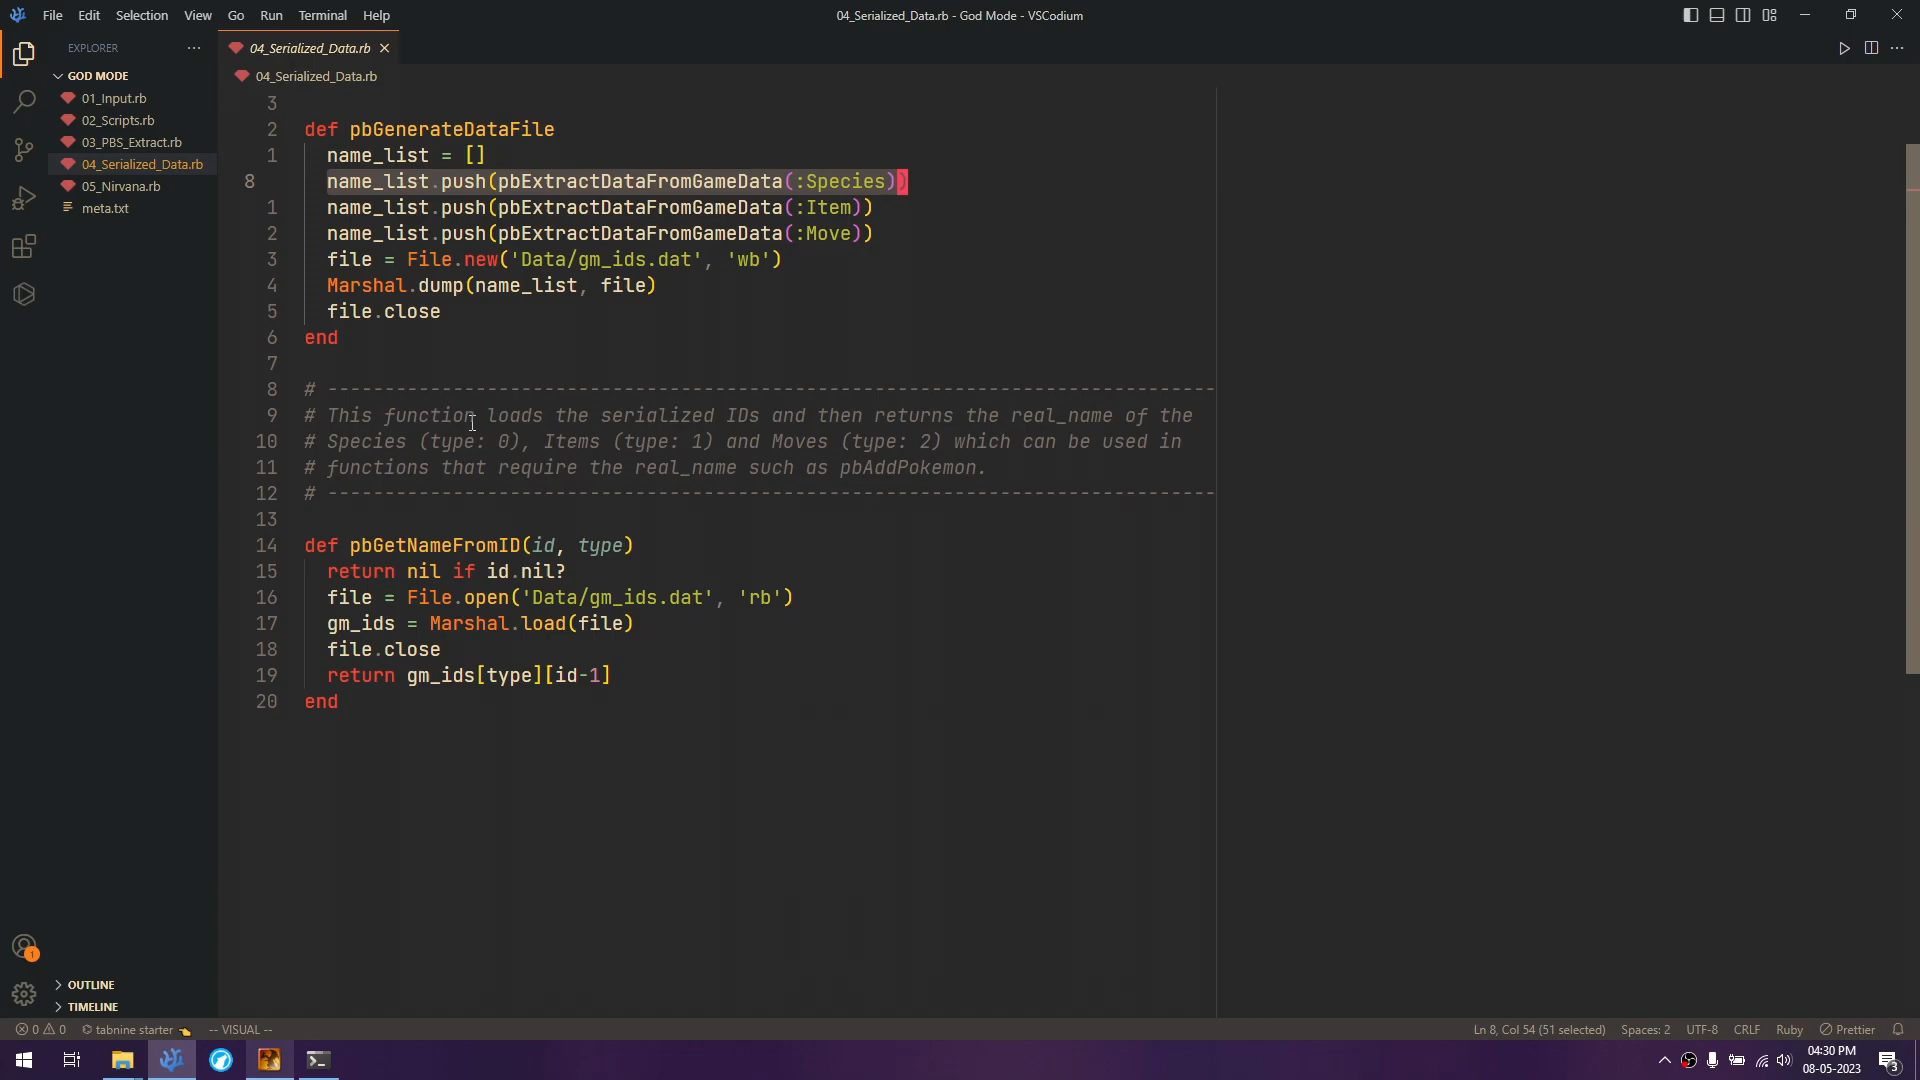 File Edit Selection View Go Run Terminal Help
04_Serialized_Data.rb - God Mode - VSCodium
EXPLORER
GOD MODE
01_Input.rb
02_Scripts.rb
03_PBS_Extract.rb
04_Serialized_Data.rb
05_Nirvana.rb
meta.txt
OUTLINE
TIMELINE
04_Serialized_Data.rb
04_Serialized_Data.rb
3
2 def pbGenerateDataFile
1 name_list = []
8 name_list.push(pbExtractDataFromGameData(:Species))
1 name_list.push(pbExtractDataFromGameData(:Item))
2 name_list.push(pbExtractDataFromGameData(:Move))
3 file = File.new('Data/gm_ids.dat', 'wb')
4 Marshal.dump(name_list, file)
5 file.close
6 end
7
8 # ------------------------------------------------------------------------------
9 # This function loads the serialized IDs and then returns the real_name of the
10 # Species (type: 0), Items (type: 1) and Moves (type: 2) which can be used in
11 # functions that require the real_name such as pbAddPokemon.
12 # ------------------------------------------------------------------------------
13
14 def pbGetNameFromID(id, type)
15 return nil if id.nil?
16 file = File.open('Data/gm_ids.dat', 'rb')
17 gm_ids = Marshal.load(file)
18 file.close
19 return gm_ids[type][id-1]
20 end
1
0 0 tabnine starter -- VISUAL --
Ln 8, Col 54 (51 selected) Spaces: 2 UTF-8 CRLF Ruby Prettier
04:30 PM
08-05-2023
3